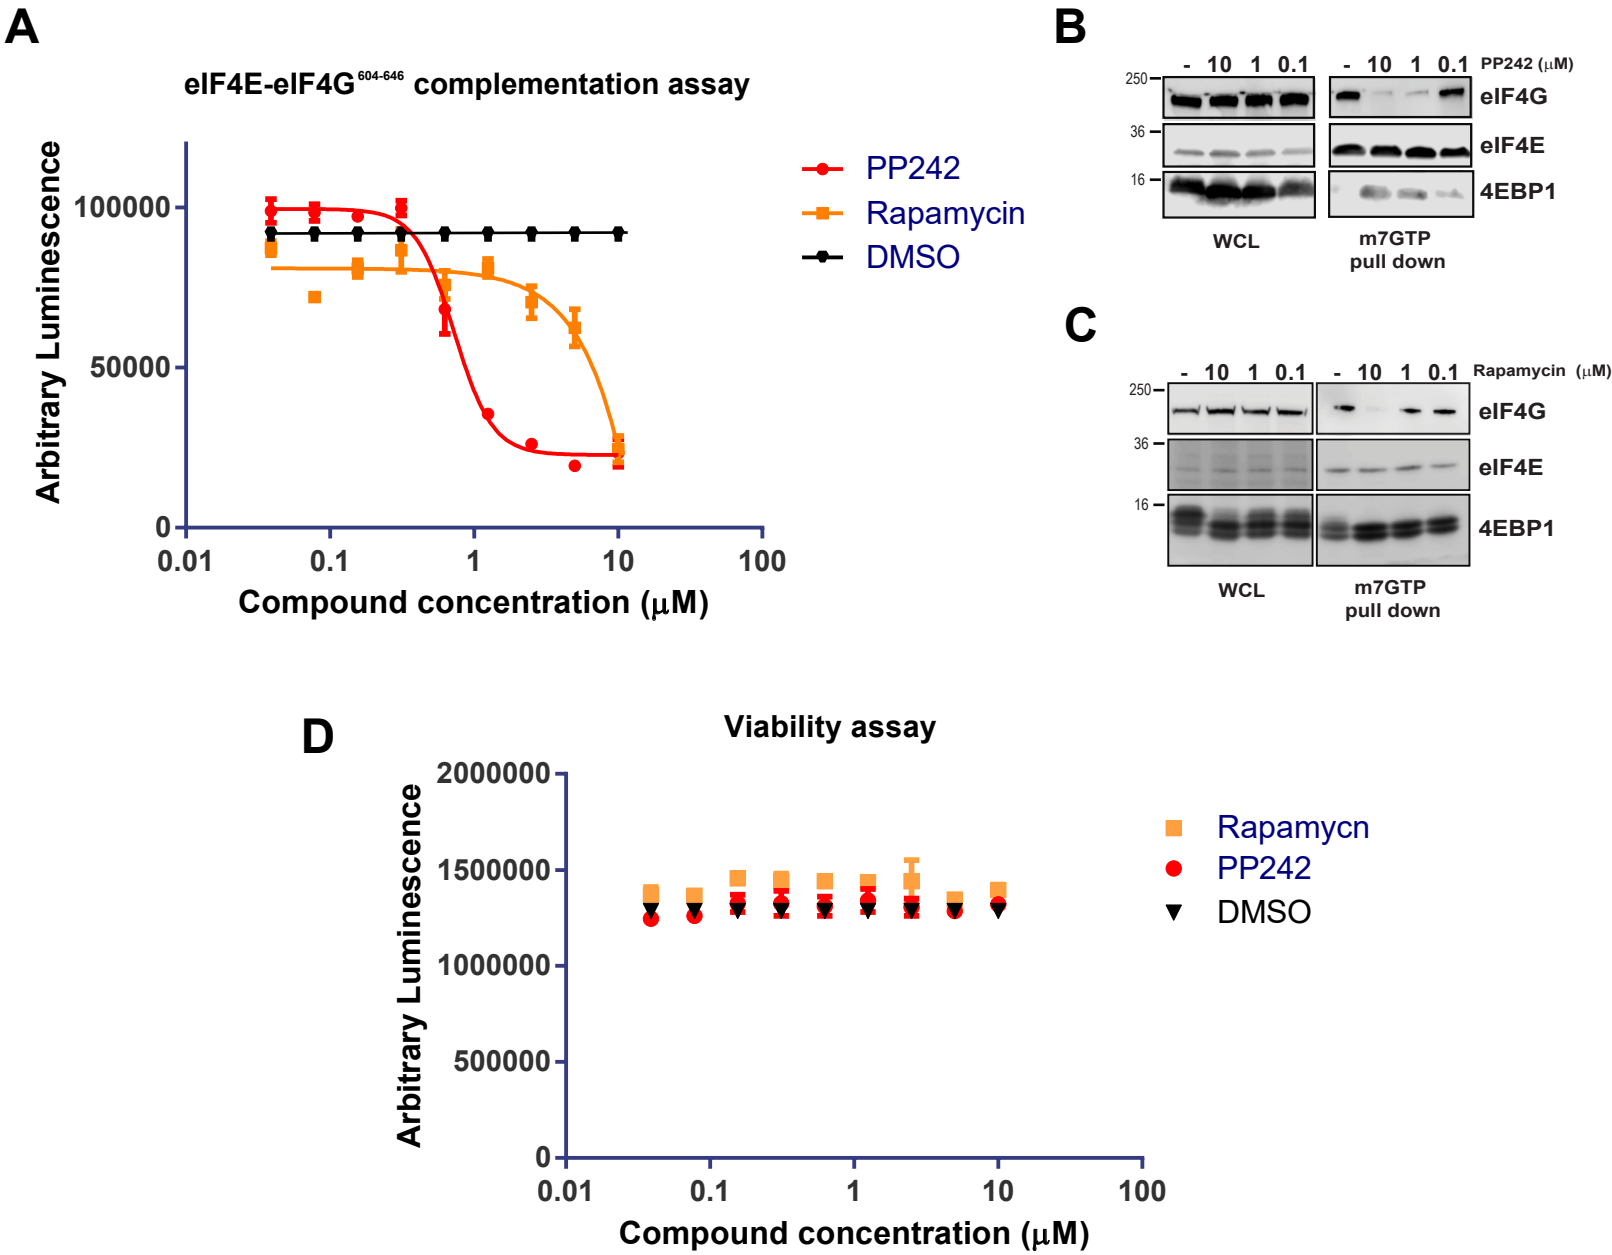 A
eIF4E-eIF4G604-646 complementation assay
Arbitrary Luminescence
100000
50000
0
0.01 0.1 1 10 100
Compound concentration (μM)
PP242
Rapamycin
DMSO
B
- 10 1 0.1 - 10 1 0.1 PP242 (μM)
250
eIF4G
36
eIF4E
16
4EBP1
WCL
m7GTP
pull down
C
- 10 1 0.1 - 10 1 0.1 Rapamycin (μM)
250
eIF4G
36
eIF4E
16
4EBP1
WCL
m7GTP
pull down
D
Viability assay
Arbitrary Luminescence
2000000
1500000
1000000
500000
0
0.01 0.1 1 10 100
Compound concentration (μM)
Rapamycn
PP242
DMSO